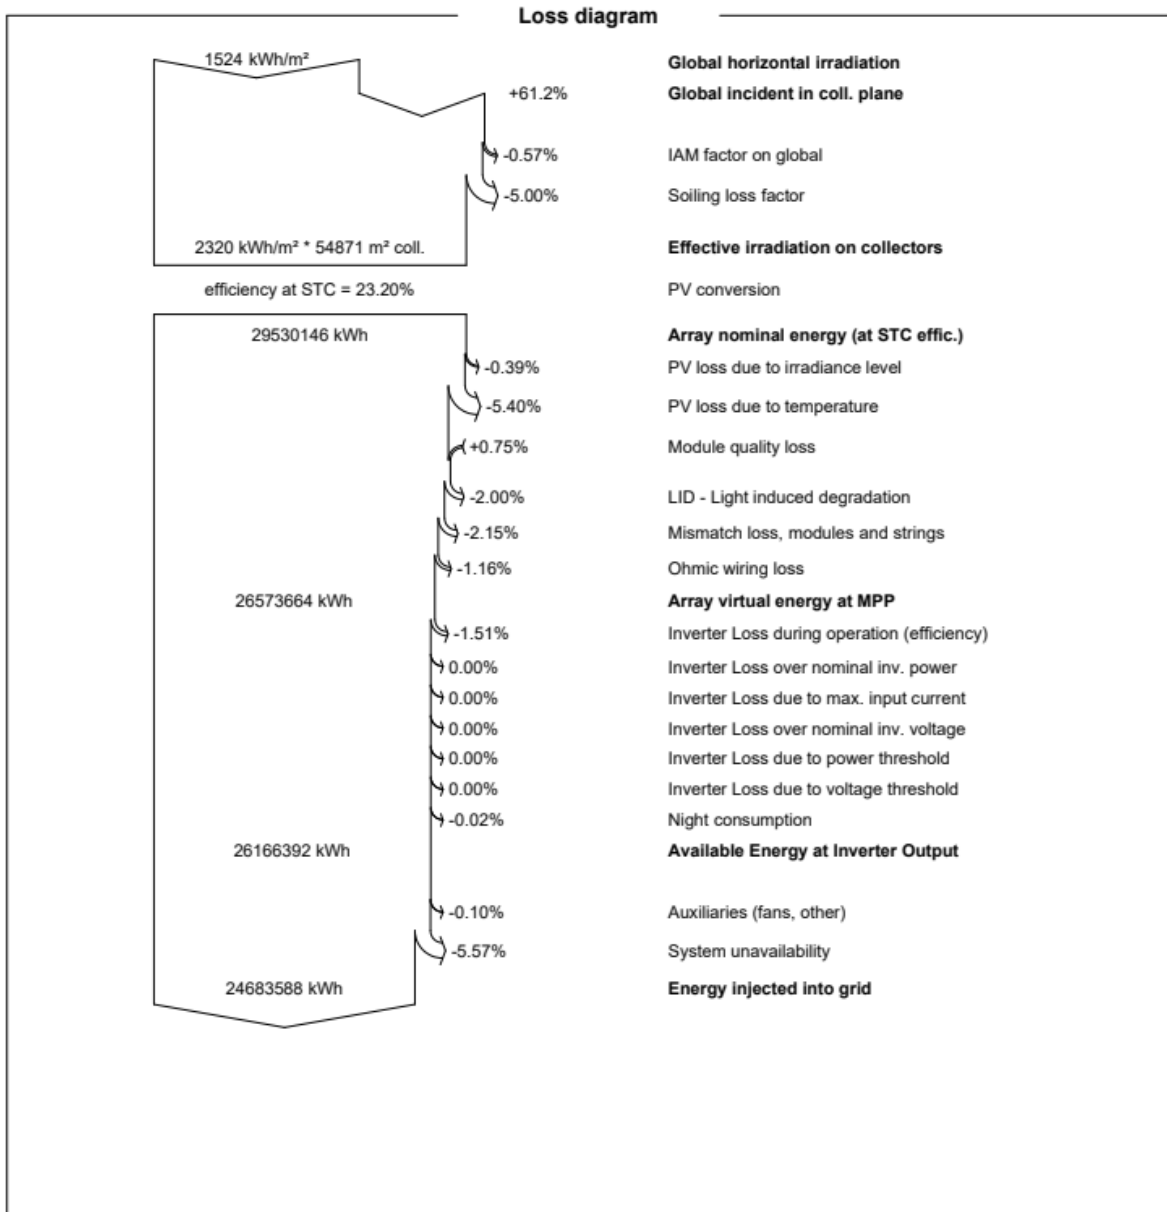 Loss diagram
1524 kWh/m² Global horizontal irradiation
+61.2% Global incident in coll. plane
-0.57% IAM factor on global
-5.00% Soiling loss factor
2320 kWh/m² * 54871 m² coll. Effective irradiation on collectors
efficiency at STC = 23.20% PV conversion
29530146 kWh Array nominal energy (at STC effic.)
-0.39% PV loss due to irradiance level
-5.40% PV loss due to temperature
+0.75% Module quality loss
-2.00% LID - Light induced degradation
-2.15% Mismatch loss, modules and strings
-1.16% Ohmic wiring loss
26573664 kWh Array virtual energy at MPP
-1.51% Inverter Loss during operation (efficiency)
0.00% Inverter Loss over nominal inv. power
0.00% Inverter Loss due to max. input current
0.00% Inverter Loss over nominal inv. voltage
0.00% Inverter Loss due to power threshold
0.00% Inverter Loss due to voltage threshold
-0.02% Night consumption
26166392 kWh Available Energy at Inverter Output
-0.10% Auxiliaries (fans, other)
-5.57% System unavailability
24683588 kWh Energy injected into grid